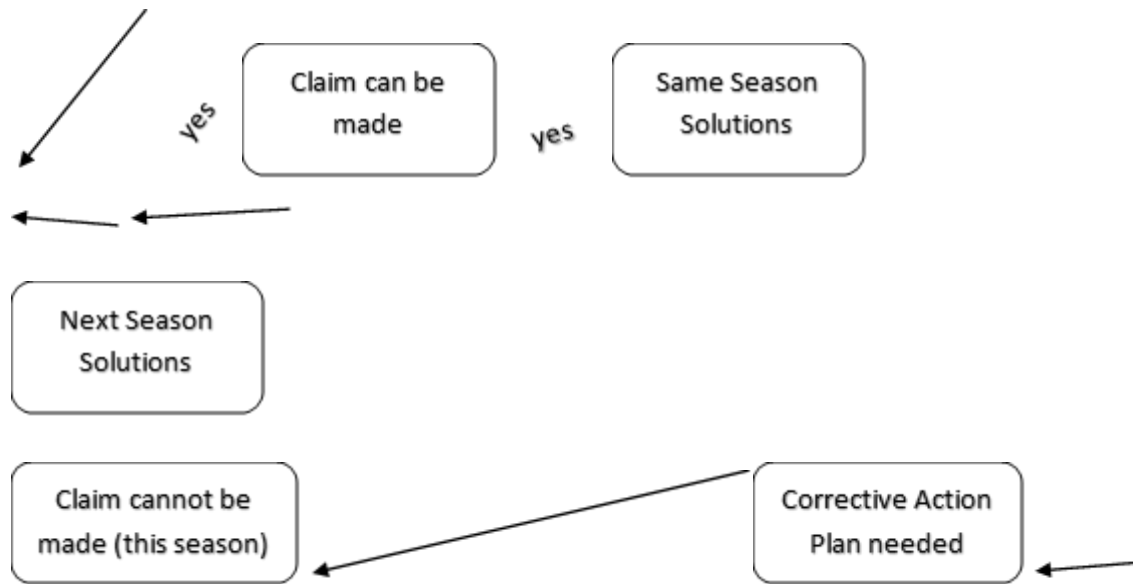 yes
Claim can be
made
yes
Same Season
Solutions
Next Season
Solutions
Claim cannot be
made (this season)
Corrective Action
Plan needed